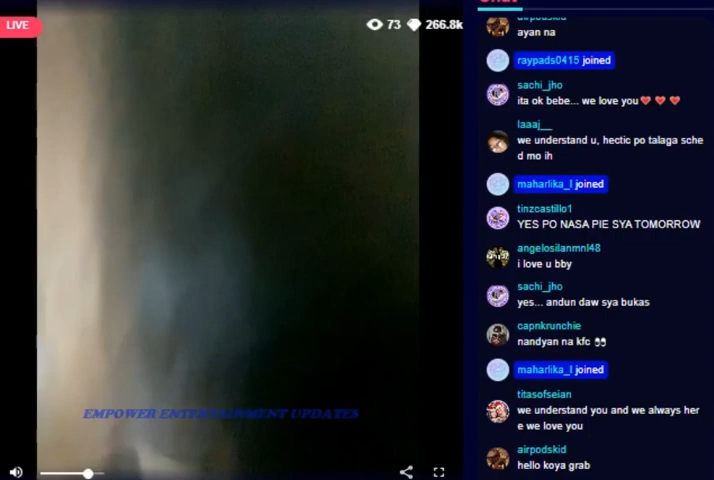 LIVE
73 266.8k
ayan na
raypads0415 joined
sachi_jho
ita ok bebe... we love you❤️ ❤️ ❤️
laaaj__
we understand u, hectic po talaga sche
d mo ih
maharlika_l joined
tinzcastillo1
YES PO NASA PIE SYA TOMORROW
angelosilanmnl48
i love u bby
sachi_jho
yes... andun daw sya bukas
capnkrunchie
nandyan na kfc 👀
maharlika_l joined
titasofseian
we understand you and we always her
e we love you
airpodskid
hello koya grab
EMPOWER ENTERTAINMENT UPDATES